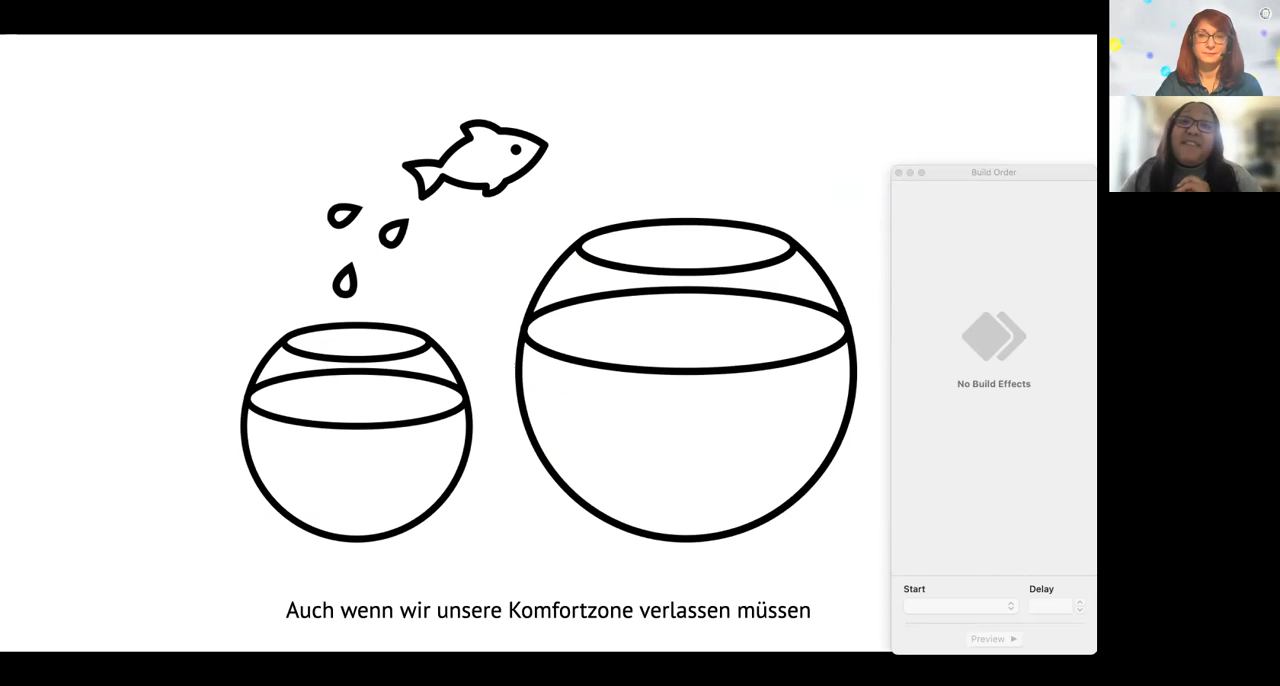 Build Order
No Build Effects
Start
Delay
Preview
Auch wenn wir unsere Komfortzone verlassen müssen